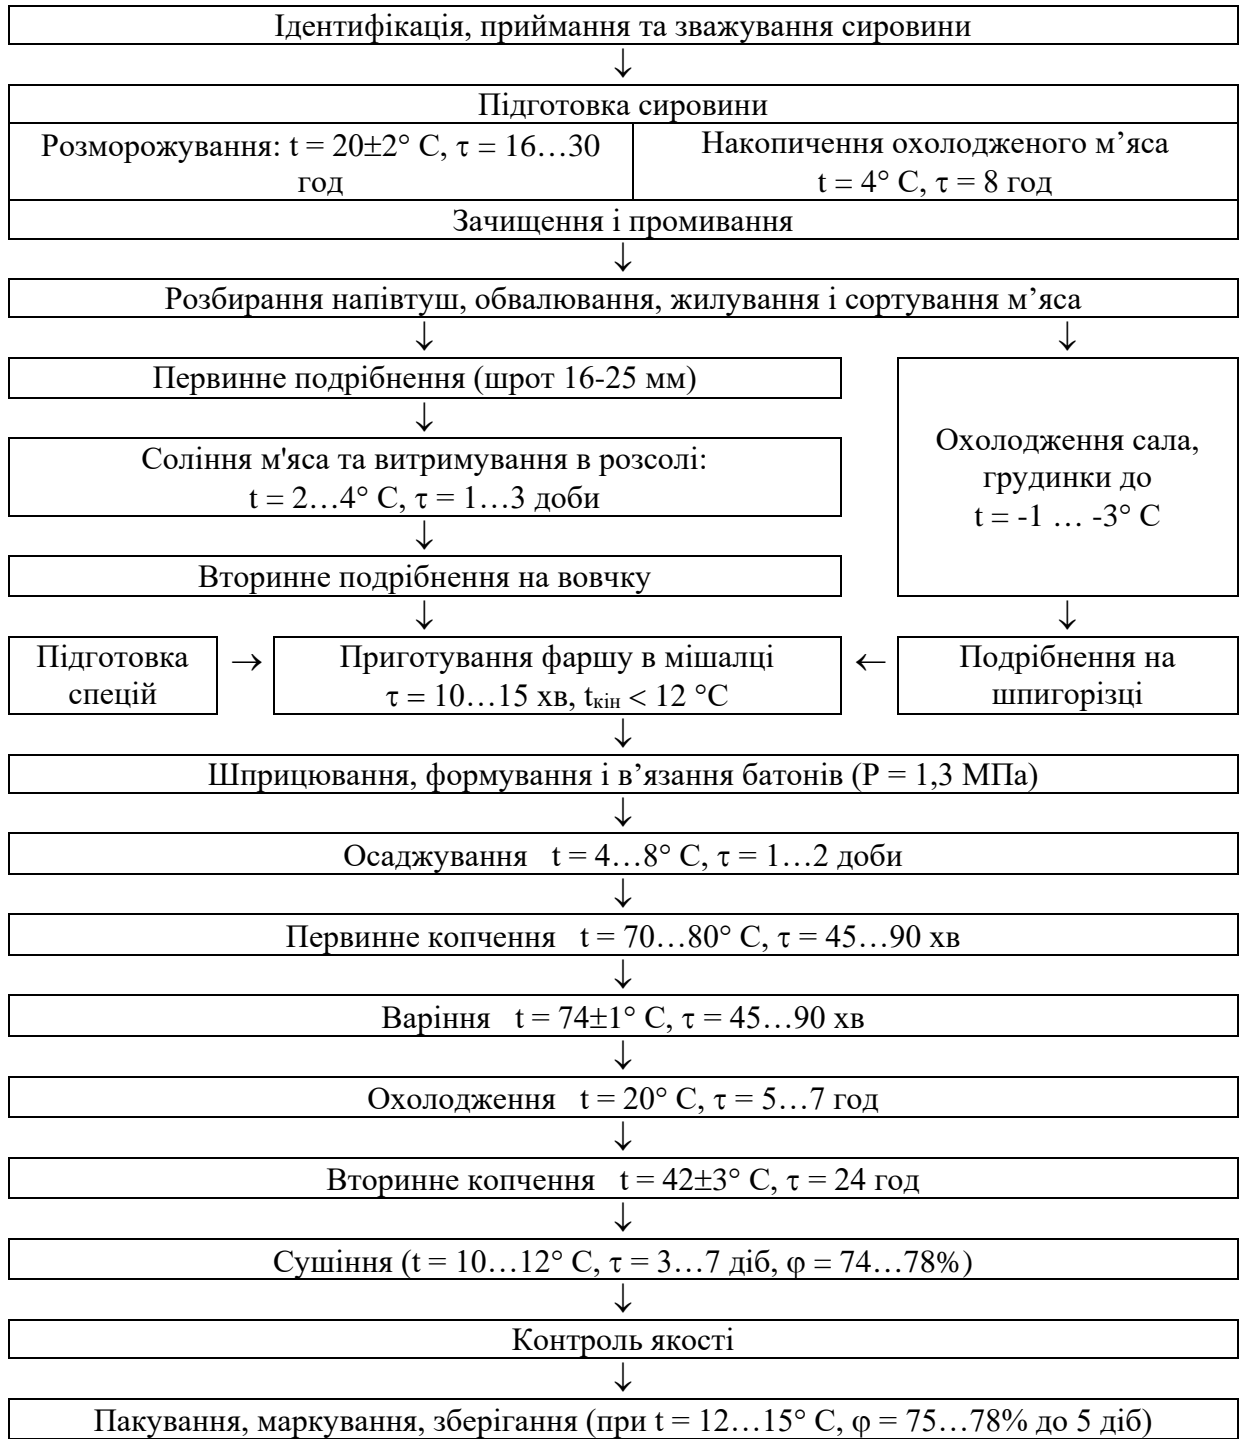 Ідентифікація, приймання та зважування сировини
↓
Підготовка сировини
Розморожування: t = 20±2° C, τ = 16…30
год
Накопичення охолодженого м’яса
t = 4° C, τ = 8 год
Зачищення і промивання
↓
Розбирання напівтуш, обвалювання, жилування і сортування м’яса
↓
Первинне подрібнення (шрот 16-25 мм)
↓
Соління м'яса та витримування в розсолі:
t = 2…4° C, τ = 1…3 доби
↓
Вторинне подрібнення на вовчку
↓
↓
Охолодження сала,
грудинки до
t = -1 … -3° C
↓
Підготовка
спецій
→
Приготування фаршу в мішалці
τ = 10…15 хв, tкін < 12 °C
←
Подрібнення на
шпигорізці
↓
Шприцювання, формування і в’язання батонів (P = 1,3 МПа)
↓
Осаджування t = 4…8° C, τ = 1…2 доби
↓
Первинне копчення t = 70…80° C, τ = 45…90 хв
↓
Варіння t = 74±1° C, τ = 45…90 хв
↓
Охолодження t = 20° C, τ = 5…7 год
↓
Вторинне копчення t = 42±3° C, τ = 24 год
↓
Сушіння (t = 10…12° C, τ = 3…7 діб, φ = 74…78%)
↓
Контроль якості
↓
Пакування, маркування, зберігання (при t = 12…15° C, φ = 75…78% до 5 діб)